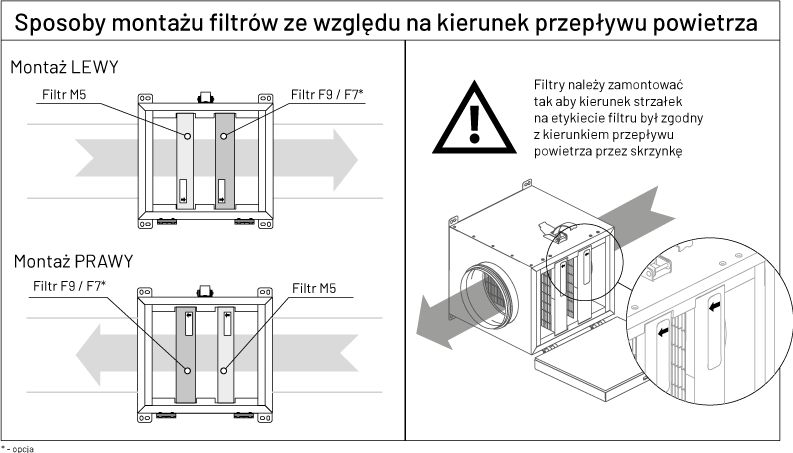 Sposoby montażu filtrów ze względu na kierunek przepływu powietrza
Montaż LEWY
Filtr M5
Filtr F9 / F7*
Montaż PRAWY
Filtr F9 / F7*
Filtr M5
Filtry należy zamontować
tak aby kierunek strzałek
na etykiecie filtru był zgodny
z kierunkiem przepływu
powietrza przez skrzynkę
* - opcja